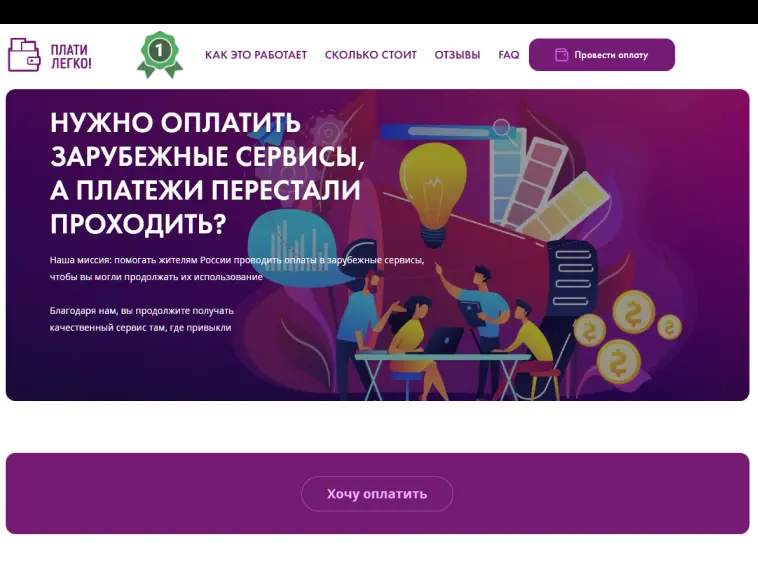 ПЛАТИ
ЛЕГКО!
1
КАК ЭТО РАБОТАЕТ
СКОЛЬКО СТОИТ
ОТЗЫВЫ
FAQ
Провести оплату
НУЖНО ОПЛАТИТЬ
ЗАРУБЕЖНЫЕ СЕРВИСЫ,
А ПЛАТЕЖИ ПЕРЕСТАЛИ
ПРОХОДИТЬ?
Наша миссия: помогать жителям России проводить оплаты в зарубежные сервисы,
чтобы вы могли продолжать их использование
Благодаря нам, вы продолжите получать
качественный сервис там, где привыкли
Хочу оплатить